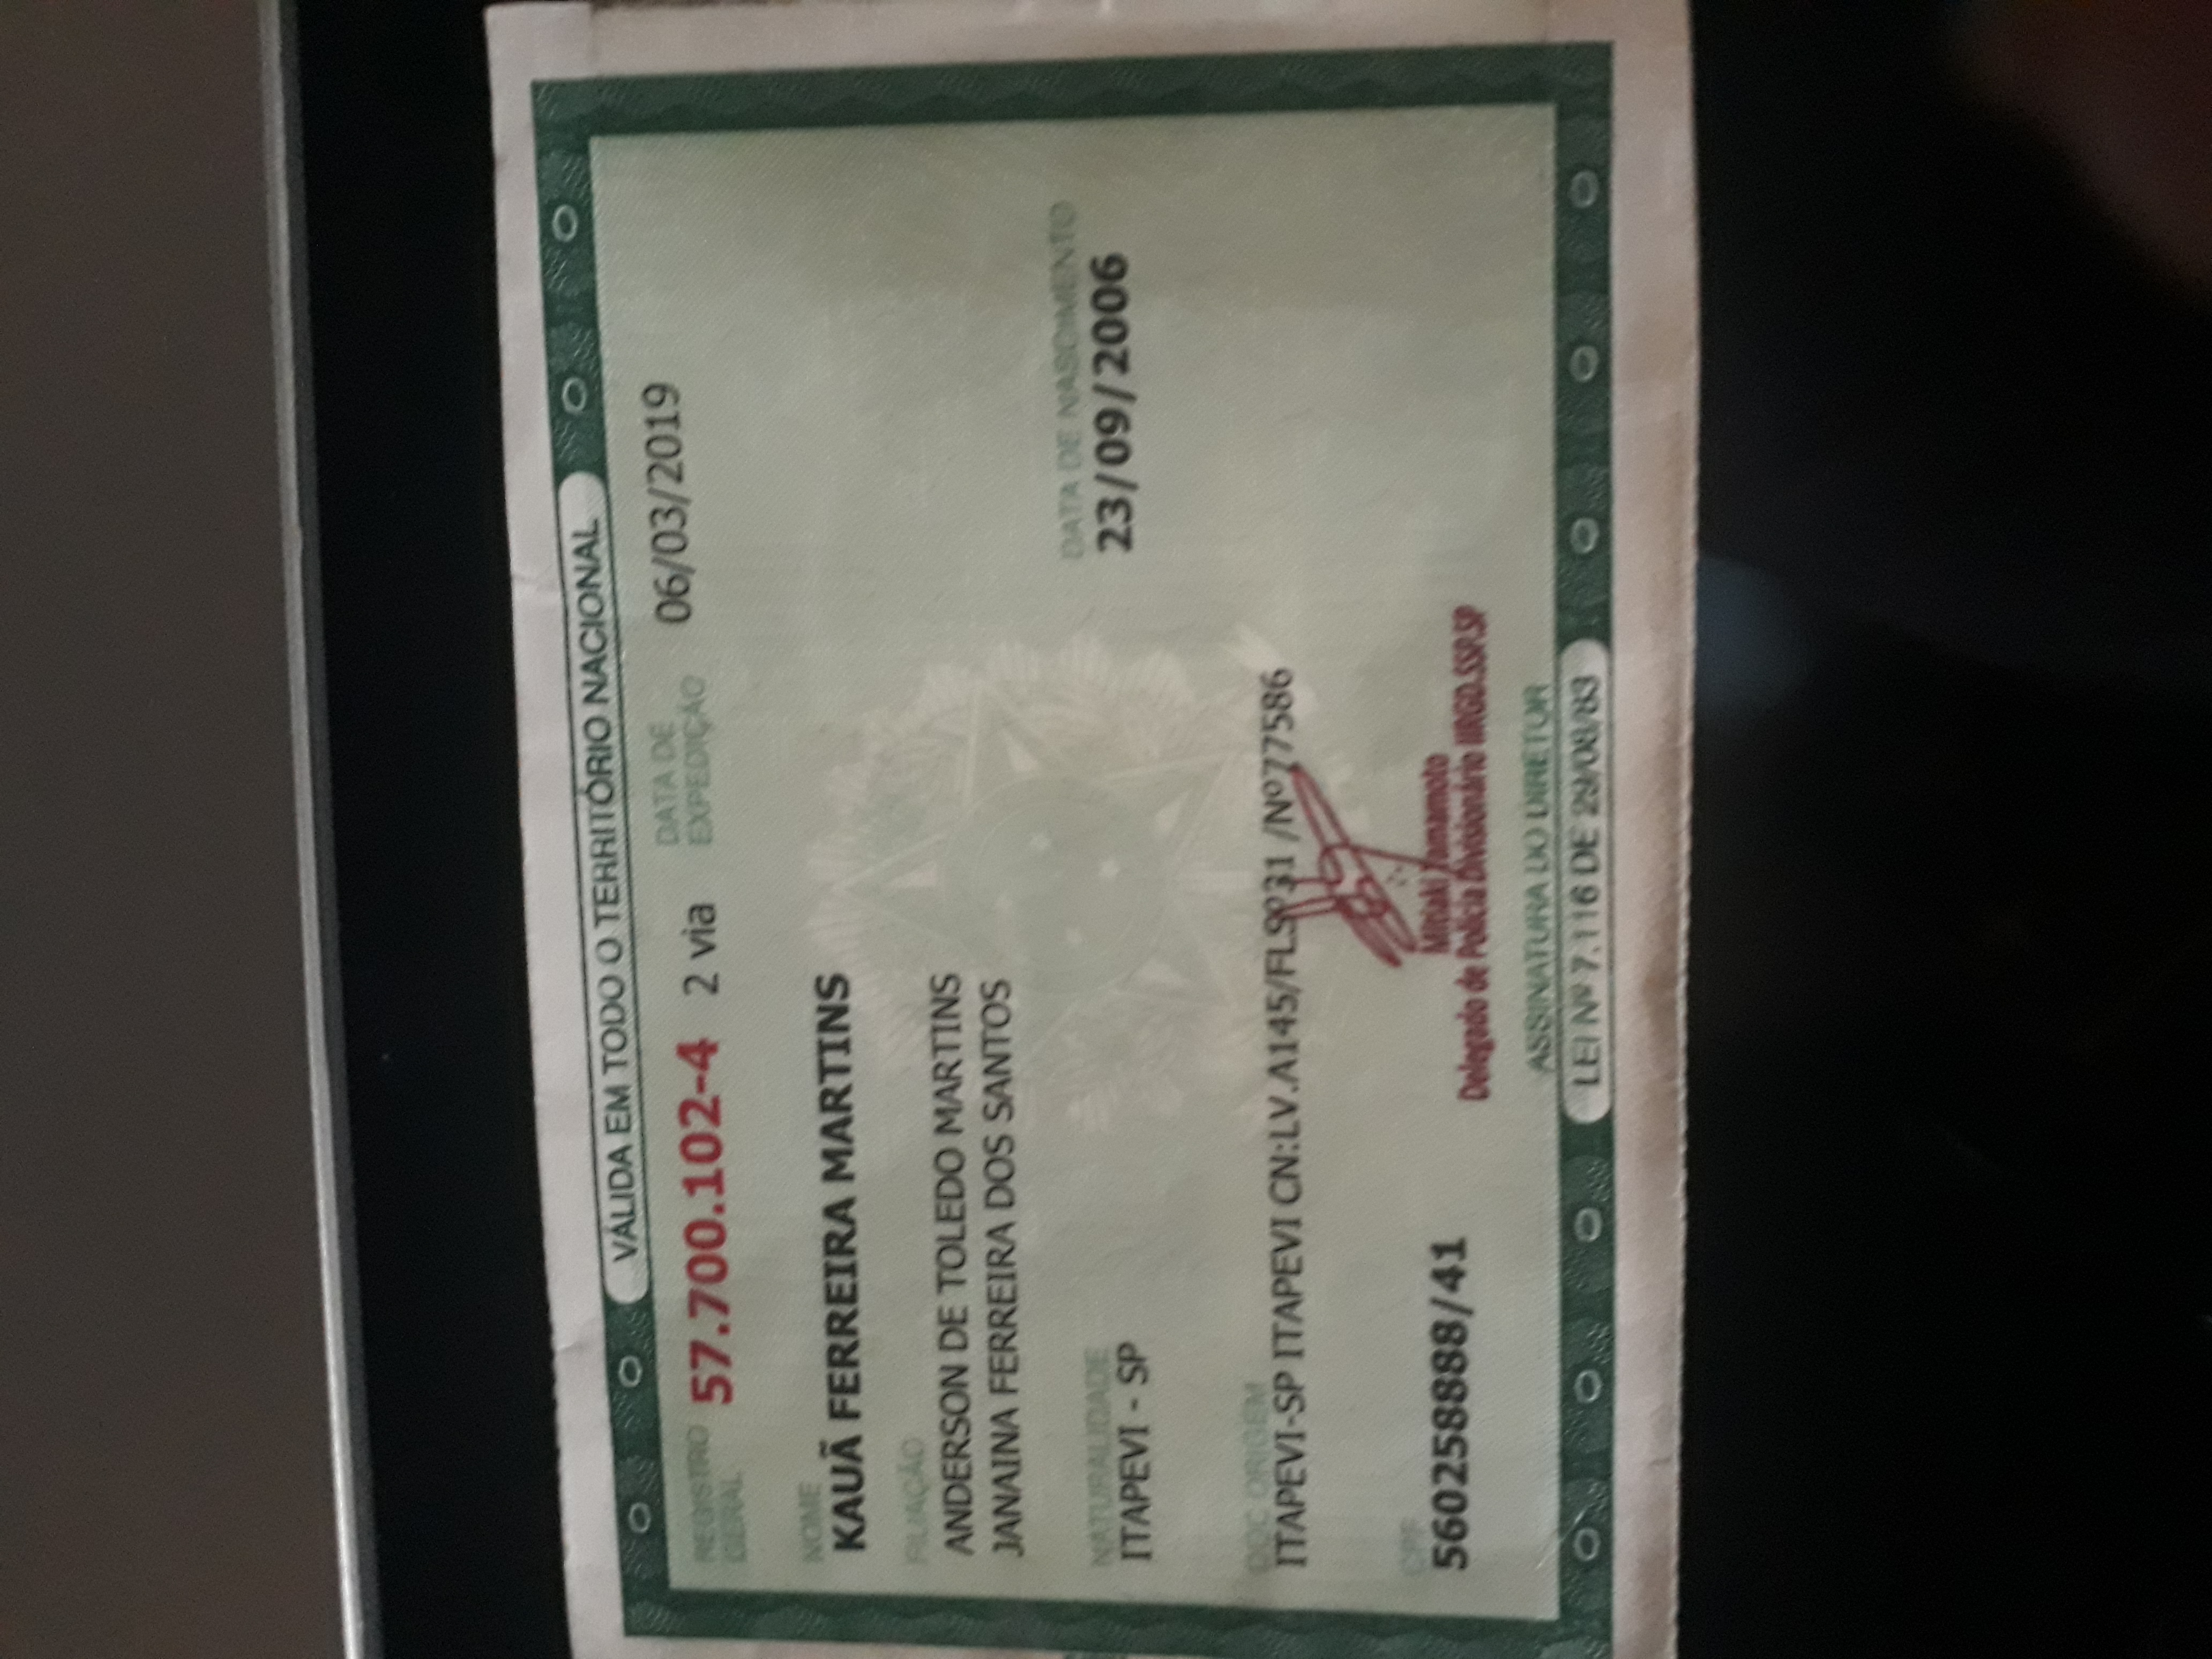 VÁLIDA EM TODO O TERRITÓRIO NACIONAL
REGISTRO GERAL 57.700.102-4 2 via DATA DE EXPEDIÇÃO 06/03/2019
NOME
KAUÃ FERREIRA MARTINS
FILIAÇÃO
ANDERSON DE TOLEDO MARTINS
JANAINA FERREIRA DOS SANTOS
NATURALIDADE
ITAPEVI - SP
DATA DE NASCIMENTO
23/09/2006
DOC ORIGEM
ITAPEVI-SP ITAPEVI CN:LV.A145/FLSº31 /Nº77586
CPF
560258888/41
Mitiaki Yamamoto
Delegado de Polícia Divisionário IIRGD.SSP.SP
ASSINATURA DO DIRETOR
LEI Nº 7.116 DE 29/08/83